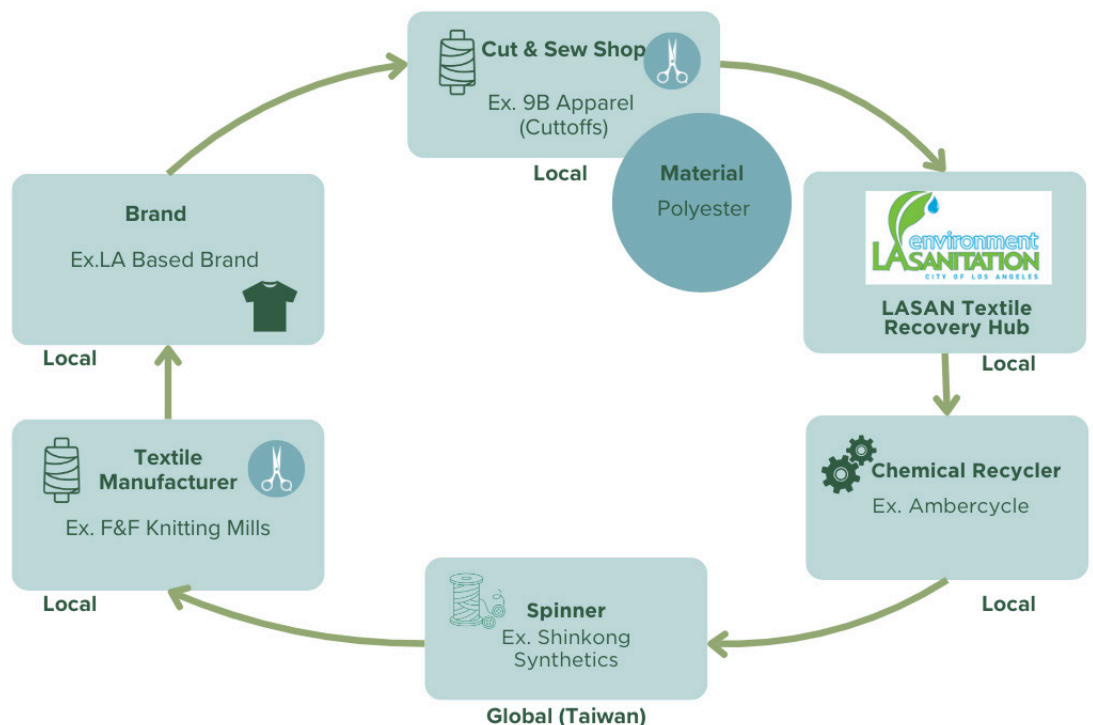 Cut & Sew Shop
Ex. 9B Apparel
(Cuttoffs)
Local
Material
Polyester
environment
LASANITATION
CITY OF LOS ANGELES
LASAN Textile
Recovery Hub
Local
Chemical Recycler
Ex. Ambercycle
Local
Spinner
Ex. Shinkong
Synthetics
Global (Taiwan)
Textile
Manufacturer
Ex. F&F Knitting Mills
Local
Brand
Ex.LA Based Brand
Local